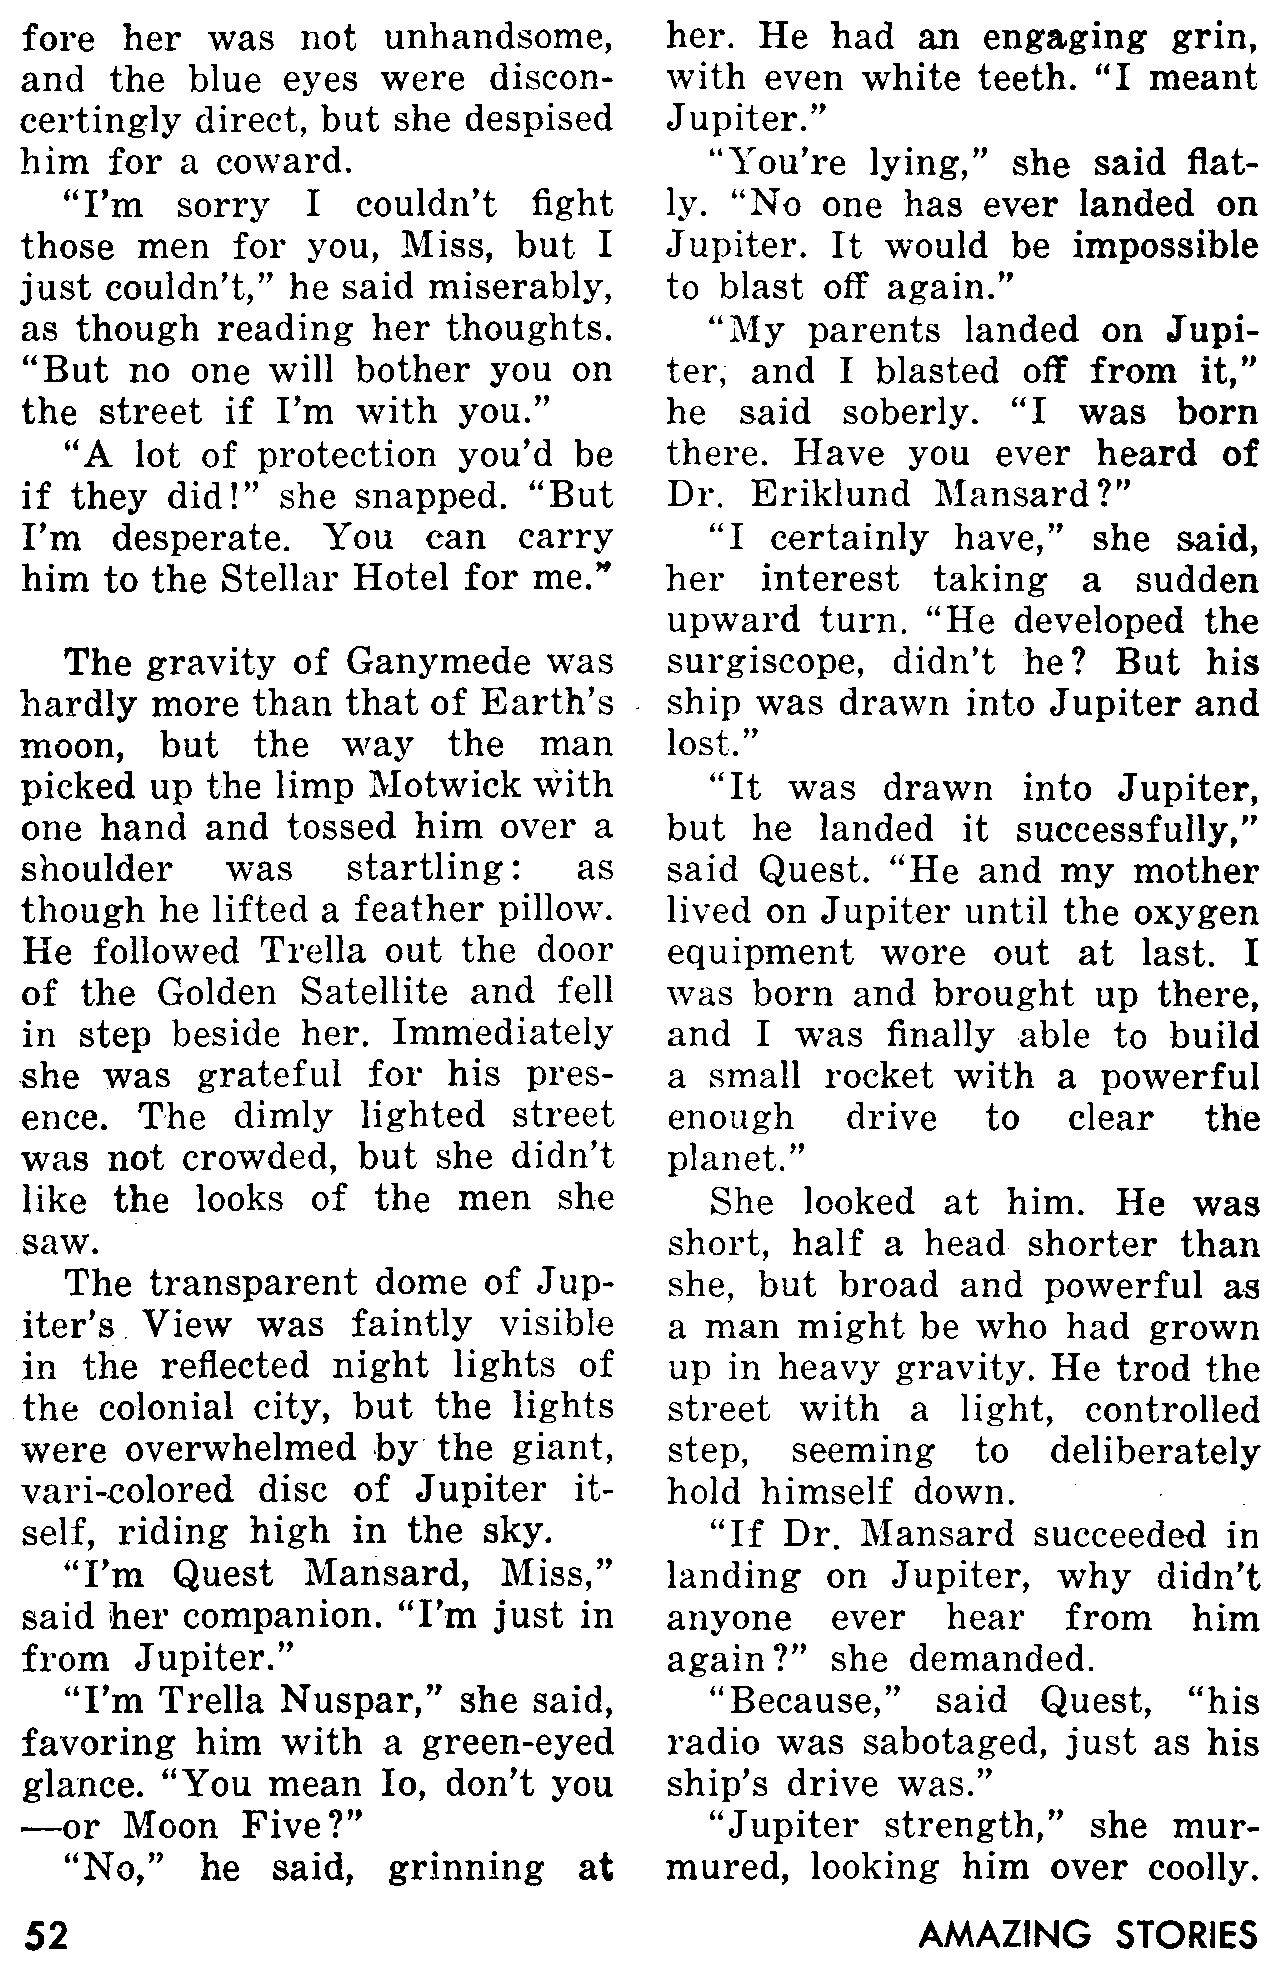 fore her was not unhandsome,
and the blue eyes were discon-
certingly direct, but she despised
him for a coward.
“I’m sorry I couldn’t fight
those men for you, Miss, but I
just couldn’t,” he said miserably,
as though reading her thoughts.
“But no one will bother you on
the street if I’m with you.”
“A lot of protection you’d be
if they did!” she snapped. “But
I’m desperate. You can carry
him to the Stellar Hotel for me.”
The gravity of Ganymede was
hardly more than that of Earth’s
moon, but the way the man
picked up the limp Motwick with
one hand and tossed him over a
shoulder was startling: as
though he lifted a feather pillow.
He followed Trella out the door
of the Golden Satellite and fell
in step beside her. Immediately
she was grateful for his pres-
ence. The dimly lighted street
was not crowded, but she didn’t
like the looks of the men she
saw.
The transparent dome of Jup-
iter’s View was faintly visible
in the reflected night lights of
the colonial city, but the lights
were overwhelmed by the giant,
vari-colored disc of Jupiter it-
self, riding high in the sky.
“I’m Quest Mansard, Miss,”
said her companion. “I’m just in
from Jupiter.”
“I’m Trella Nuspar,” she said,
favoring him with a green-eyed
glance. “You mean Io, don’t you
—or Moon Five?”
“No,” he said, grinning at
her. He had an engaging grin,
with even white teeth. “I meant
Jupiter.”
“You’re lying,” she said flat-
ly. “No one has ever landed on
Jupiter. It would be impossible
to blast off again.”
“My parents landed on Jupi-
ter, and I blasted off from it,”
he said soberly. “I was born
there. Have you ever heard of
Dr. Eriklund Mansard?”
“I certainly have,” she said,
her interest taking a sudden
upward turn. “He developed the
surgiscope, didn’t he? But his
ship was drawn into Jupiter and
lost.”
“It was drawn into Jupiter,
but he landed it successfully,”
said Quest. “He and my mother
lived on Jupiter until the oxygen
equipment wore out at last. I
was born and brought up there,
and I was finally able to build
a small rocket with a powerful
enough drive to clear the
planet.”
She looked at him. He was
short, half a head shorter than
she, but broad and powerful as
a man might be who had grown
up in heavy gravity. He trod the
street with a light, controlled
step, seeming to deliberately
hold himself down.
“If Dr. Mansard succeeded in
landing on Jupiter, why didn’t
anyone ever hear from him
again?” she demanded.
“Because,” said Quest, “his
radio was sabotaged, just as his
ship’s drive was.”
“Jupiter strength,” she mur-
mured, looking him over coolly.
52 AMAZING STORIES